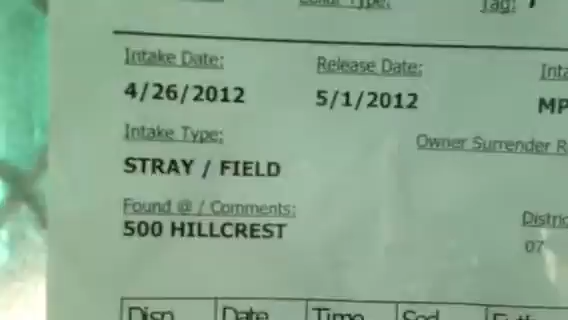 Tag:
Intake Date: Release Date:
4/26/2012 5/1/2012 MP
Intake Type: Owner Surrender R
STRAY / FIELD
Found @ / Comments: Distric
500 HILLCREST 07
Disp Date Time